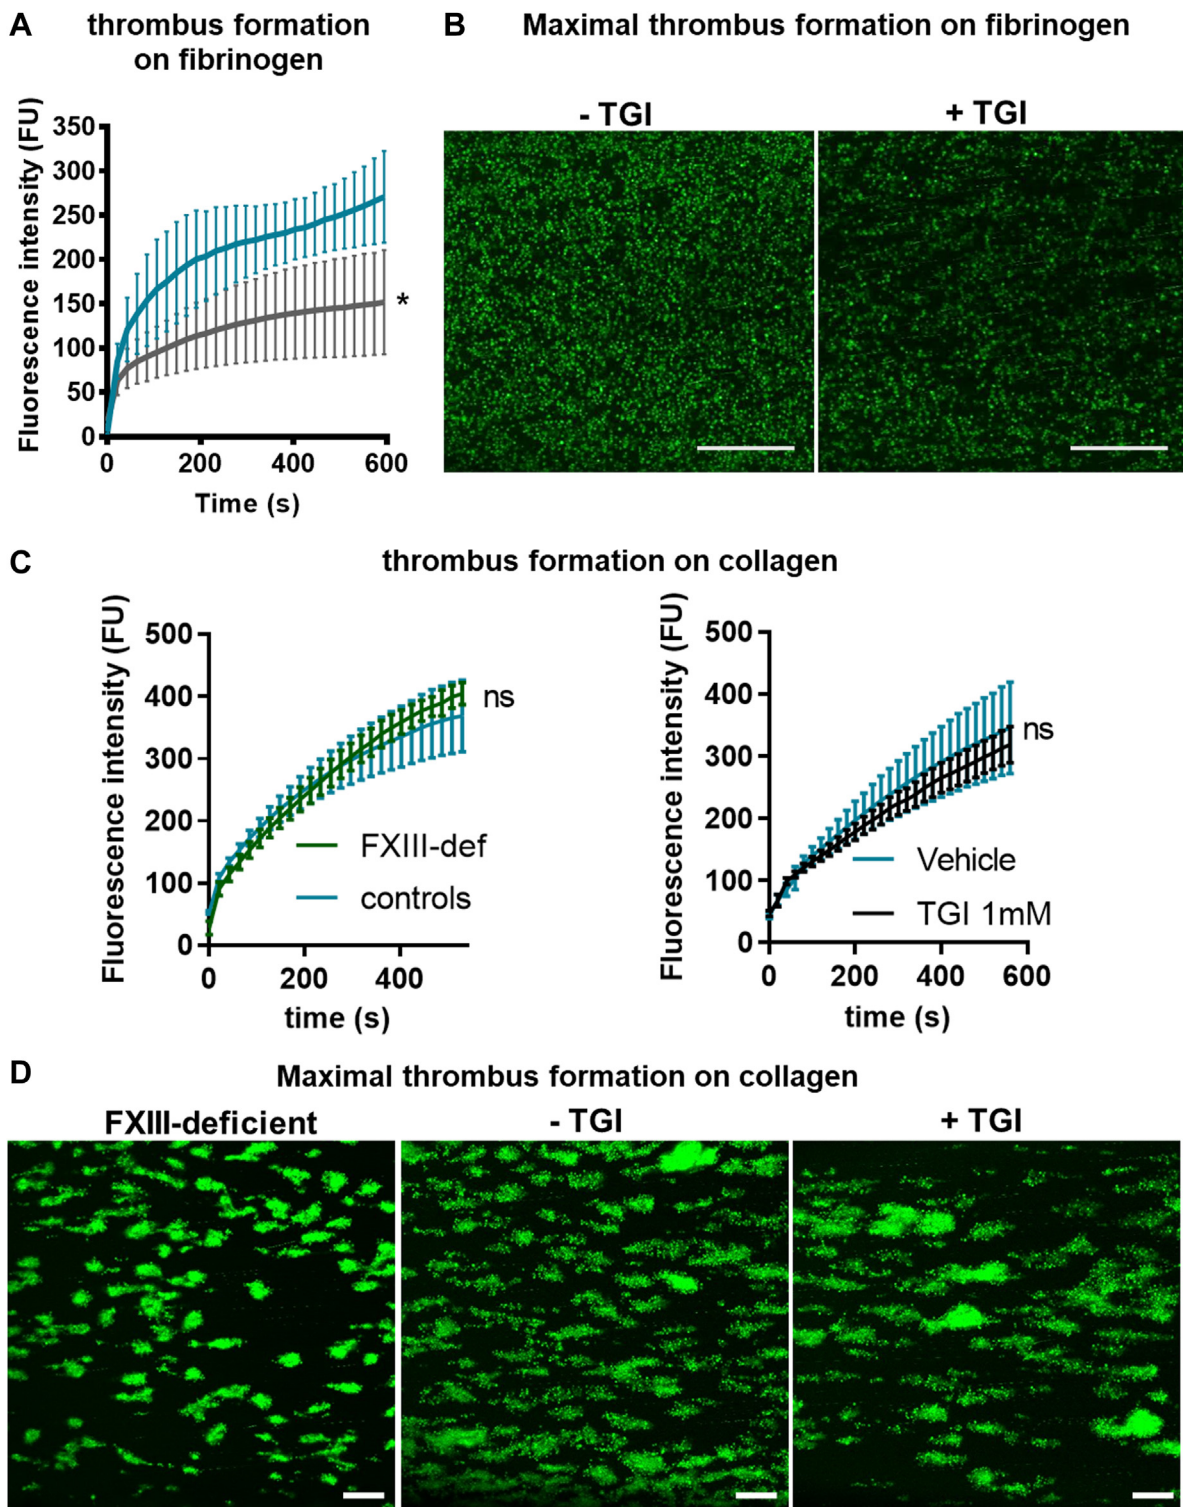 A
thrombus formation
on fibrinogen
Fluorescence intensity (FU)
350
300
250
200
150
100
50
0
*
0 200 400 600
Time (s)
B
Maximal thrombus formation on fibrinogen
- TGI
+ TGI
C
thrombus formation on collagen
Fluorescence intensity (FU)
500
400
300
200
100
0
ns
FXIII-def
controls
0 200 400
time (s)
Fluorescence intensity (FU)
500
400
300
200
100
0
ns
Vehicle
TGI 1mM
0 200 400 600
time (s)
D
Maximal thrombus formation on collagen
FXIII-deficient
- TGI
+ TGI